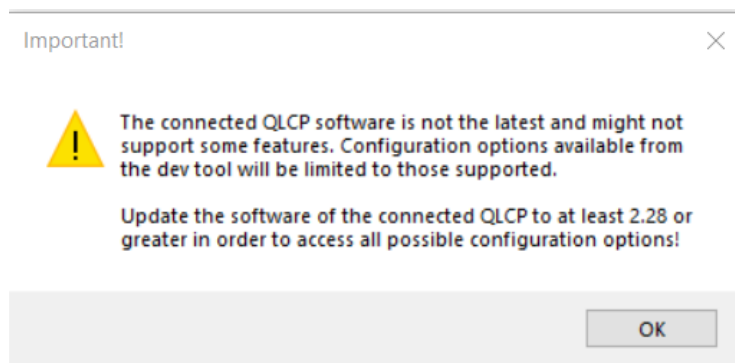 Important!
The connected QLCP software is not the latest and might not
support some features. Configuration options available from
the dev tool will be limited to those supported.
Update the software of the connected QLCP to at least 2.28 or
greater in order to access all possible configuration options!
OK